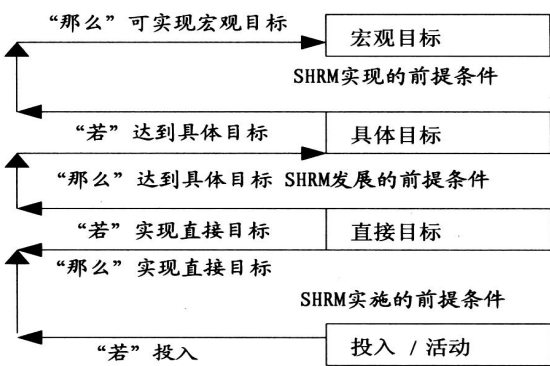 “那么”可实现宏观目标
宏观目标
SHRM实现的前提条件
“若”达到具体目标
具体目标
“那么”达到具体目标 SHRM发展的前提条件
“若”实现直接目标
直接目标
“那么”实现直接目标
SHRM实施的前提条件
“若”投入
投入 / 活动